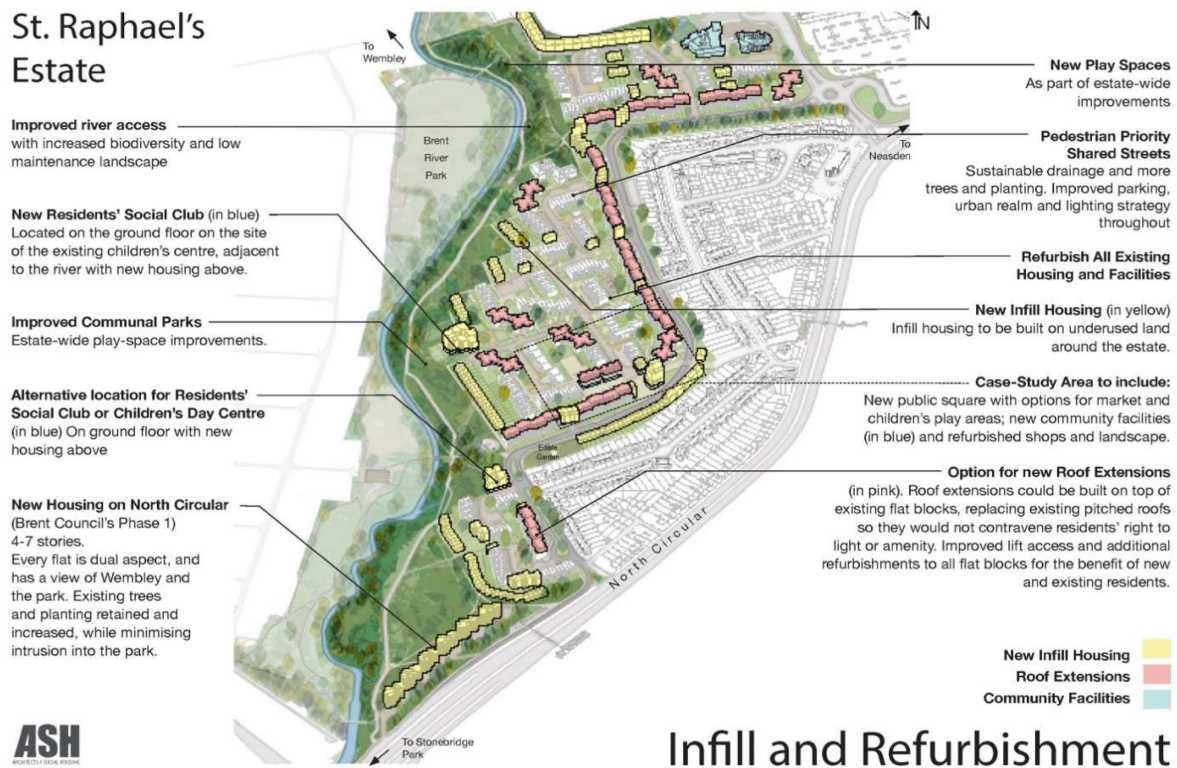 St. Raphael's
Estate
Improved river access
with increased biodiversity and low
maintenance landscape
New Residents' Social Club (in blue)
Located on the ground floor on the site
of the existing children's centre, adjacent
to the river with new housing above.
Improved Communal Parks
Estate-wide play-space improvements.
Alternative location for Residents'
Social Club or Children's Day Centre
(in blue) On ground floor with new
housing above
New Housing on North Circular
(Brent Council's Phase 1)
4-7 stories.
Every flat is dual aspect, and
has a view of Wembley and
the park. Existing trees
and planting retained and
increased, while minimising
intrusion into the park.
ASH
ARCHITECTS 4 SOCIAL HOUSING
To
Wembley
Brent
River
Park
Estate
Garden
North Circular
To Stonebridge
Park
N
To
Neasden
New Play Spaces
As part of estate-wide
improvements
Pedestrian Priority
Shared Streets
Sustainable drainage and more
trees and planting. Improved parking,
urban realm and lighting strategy
throughout
Refurbish All Existing
Housing and Facilities
New Infill Housing (in yellow)
Infill housing to be built on underused land
around the estate.
Case-Study Area to include:
New public square with options for market and
children's play areas; new community facilities
(in blue) and refurbished shops and landscape.
Option for new Roof Extensions
(in pink). Roof extensions could be built on top of
existing flat blocks, replacing existing pitched roofs
so they would not contravene residents' right to
light or amenity. Improved lift access and additional
refurbishments to all flat blocks for the benefit of new
and existing residents.
New Infill Housing
Roof Extensions
Community Facilities
Infill and Refurbishment